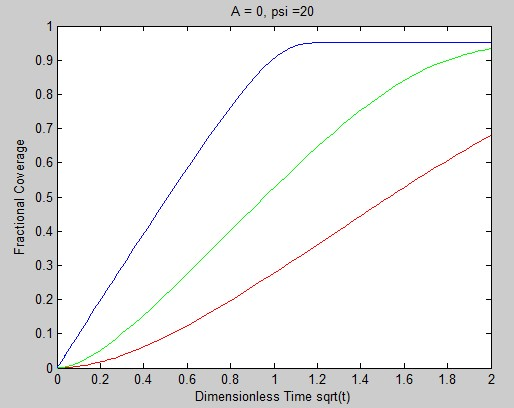 A = 0, psi =20
1
0.9
0.8
0.7
0.6
0.5
0.4
0.3
0.2
0.1
0
Fractional Coverage
0 0.2 0.4 0.6 0.8 1 1.2 1.4 1.6 1.8 2
Dimensionless Time sqrt(t)